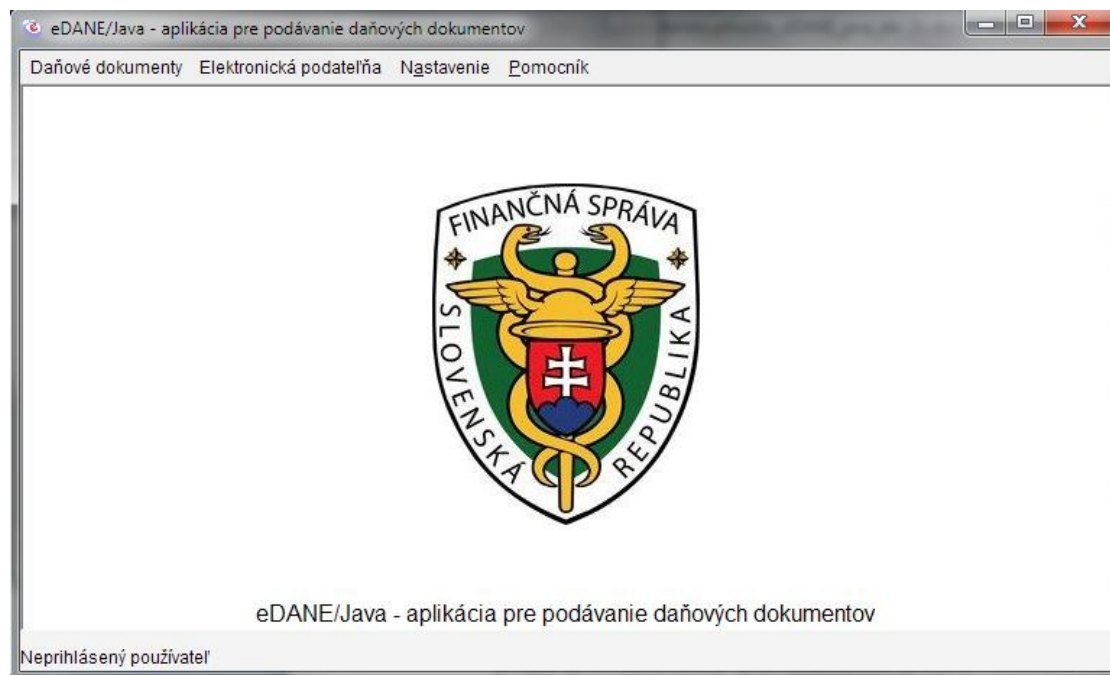 eDANE/Java - aplikácia pre podávanie daňových dokumentov
Daňové dokumenty Elektronická podateľňa Nastavenie Pomocník
FINANČNÁ SPRÁVA
SLOVENSKÁ REPUBLIKA
eDANE/Java - aplikácia pre podávanie daňových dokumentov
Neprihlásený používateľ